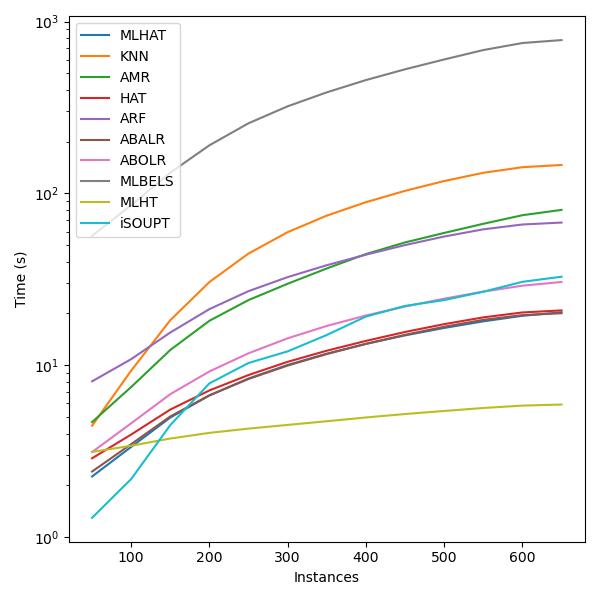 10³
MLHAT
KNN
AMR
HAT
ARF
ABALR
ABOLR
MLBELS
MLHT
iSOUPT
10²
Time (s)
10¹
10⁰
100 200 300 400 500 600
Instances